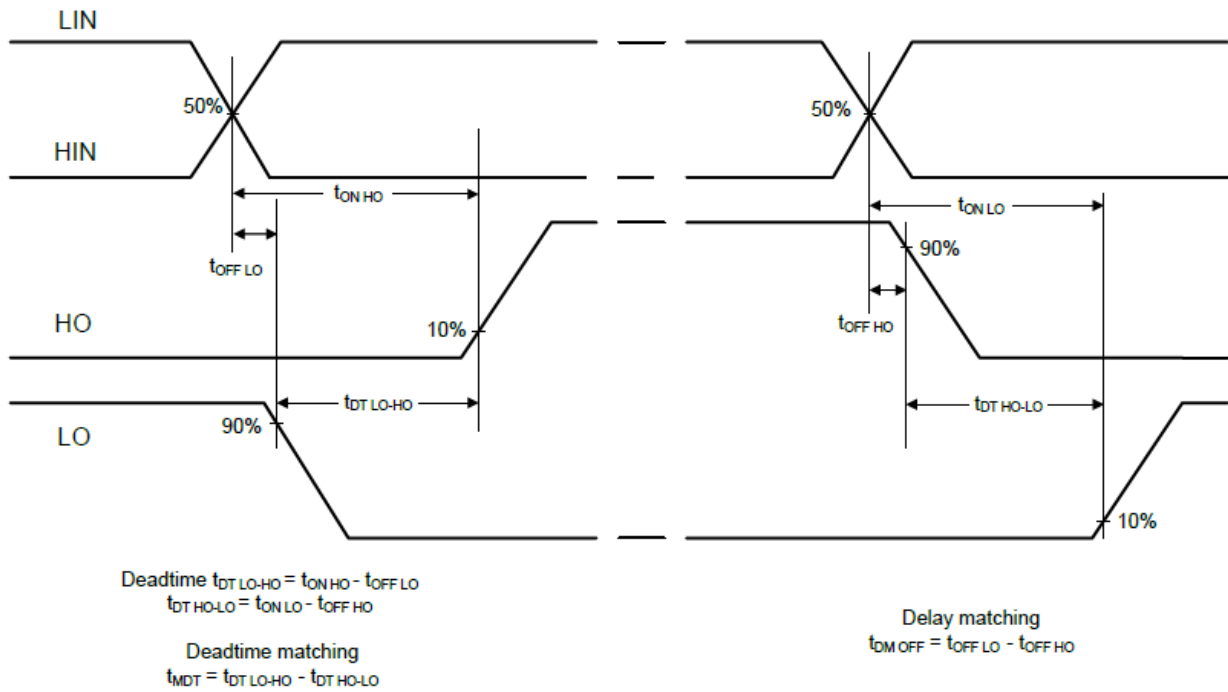 LIN
50%
50%
HIN
tON HO
tON LO
tOFF LO
90%
HO
10%
tOFF HO
tDT LO-HO
tDT HO-LO
LO
90%
10%
Deadtime tDT LO-HO = tON HO - tOFF LO
tDT HO-LO = tON LO - tOFF HO
Deadtime matching
tMDT = tDT LO-HO - tDT HO-LO
Delay matching
tDM OFF = tOFF LO - tOFF HO